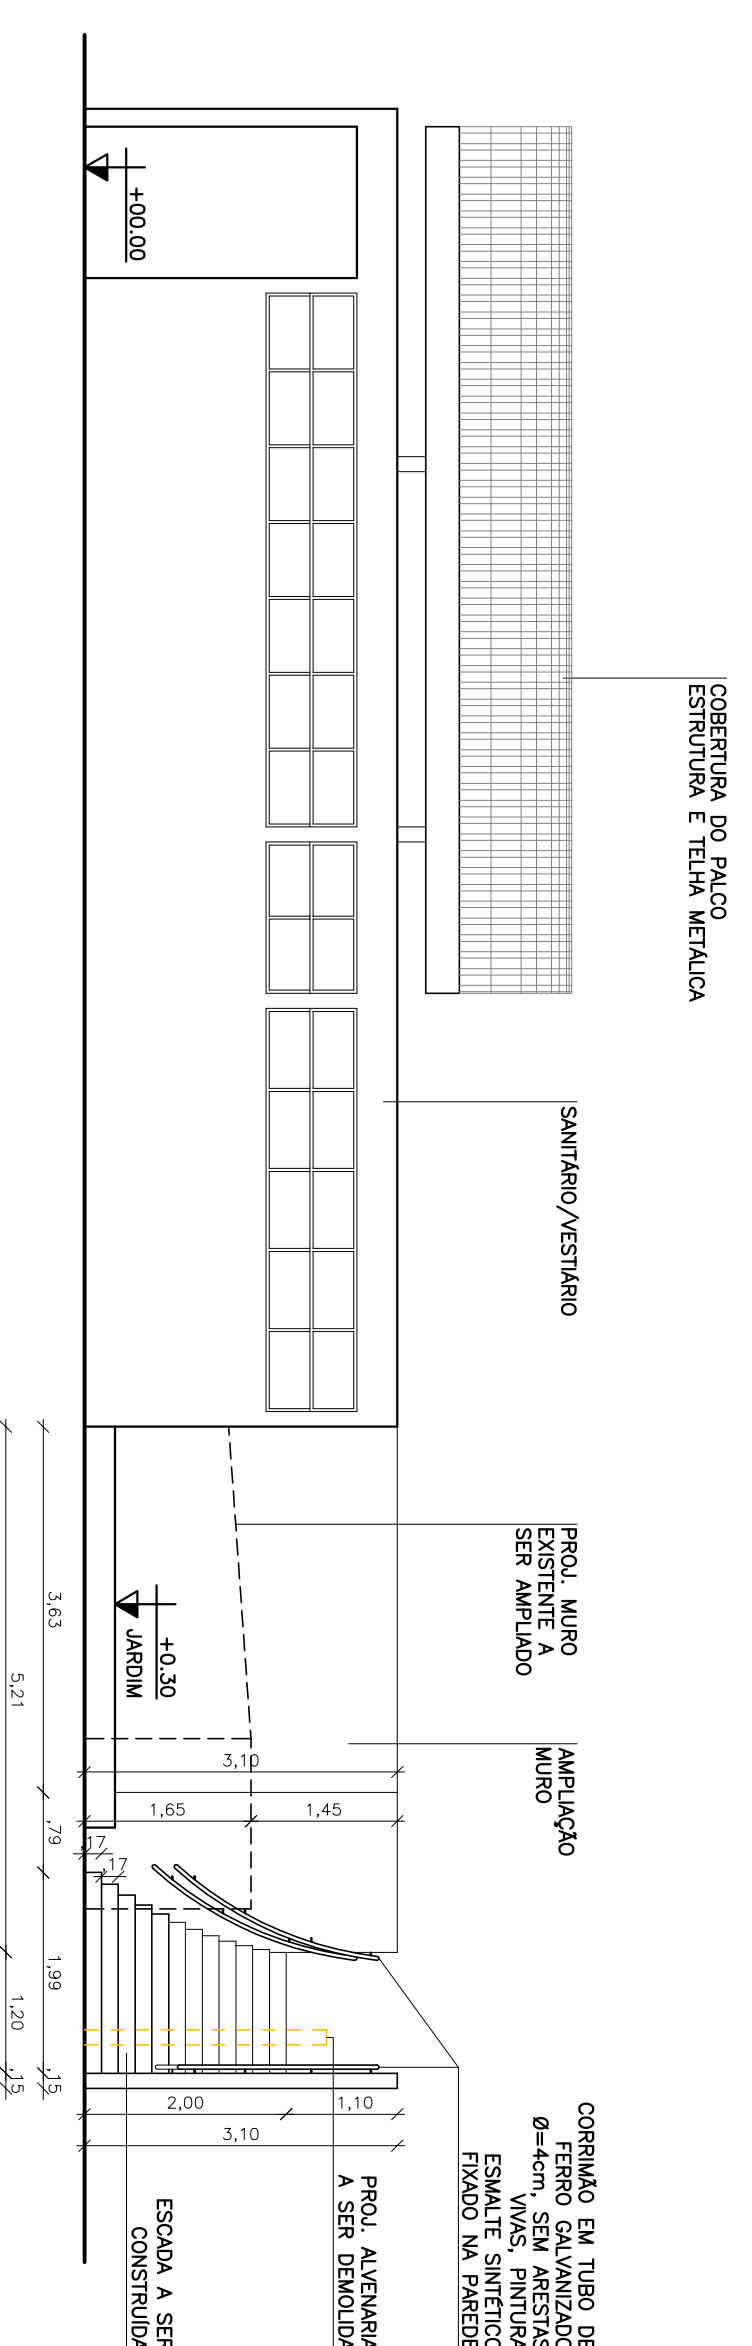 COBERTURA DO PALCO
ESTRUTURA E TELHA METÁLICA
SANITÁRIO/VESTIÁRIO
PROJ. MURO
EXISTENTE A
SER AMPLIADO
AMPLIAÇÃO
MURO
CORRIMÃO EM TUBO DE
FERRO GALVANIZADO
Ø=4cm, SEM ARESTAS
VIVAS, PINTURA
ESMALTE SINTÉTICO
FIXADO NA PAREDE
PROJ. ALVENARIA
A SER DEMOLIDA
ESCADA A SER
CONSTRUÍDA
+00.00
+0.30
JARDIM
3,10
1,65
1,45
,17
,17
2,00
1,10
3,10
3,63
,79
1,99
,15
5,21
1,20
,15